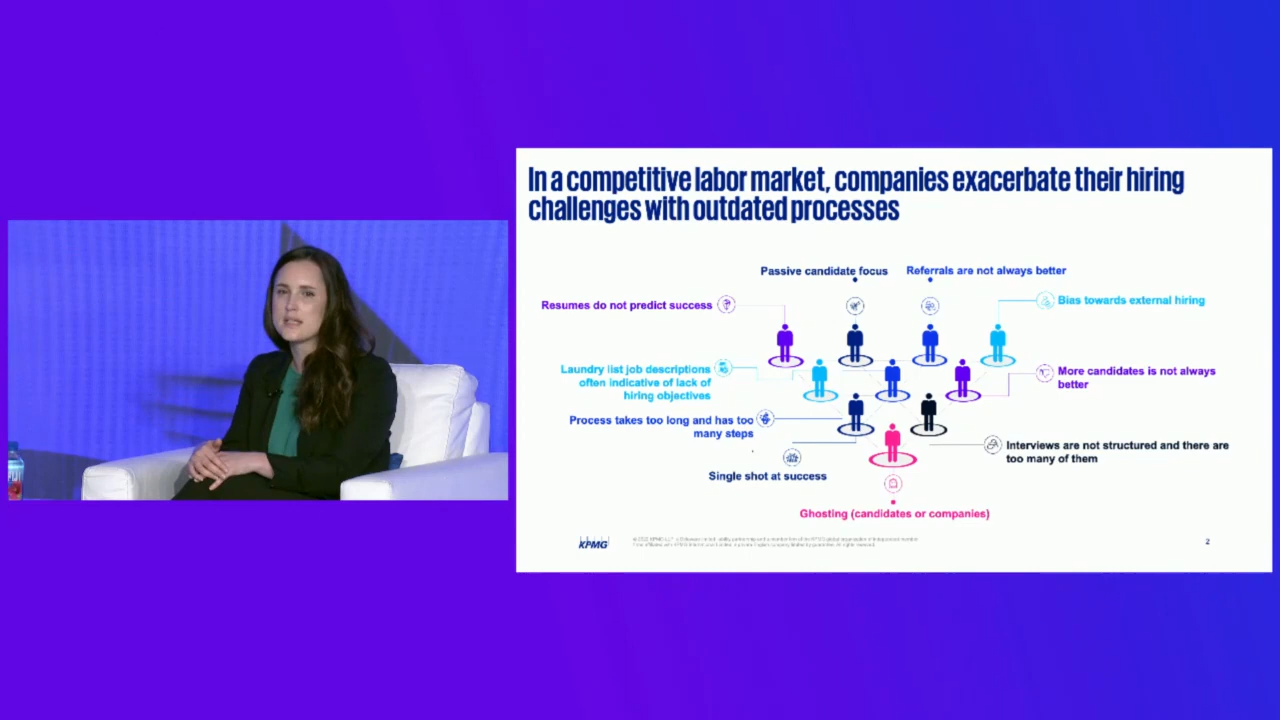 In a competitive labor market, companies exacerbate their hiring
challenges with outdated processes
Passive candidate focus
Referrals are not always better
Resumes do not predict success
Bias towards external hiring
Laundry list job descriptions
often indicative of lack of
hiring objectives
More candidates is not always
better
Process takes too long and has too
many steps
Interviews are not structured and there are
too many of them
Single shot at success
Ghosting (candidates or companies)
KPMG
2